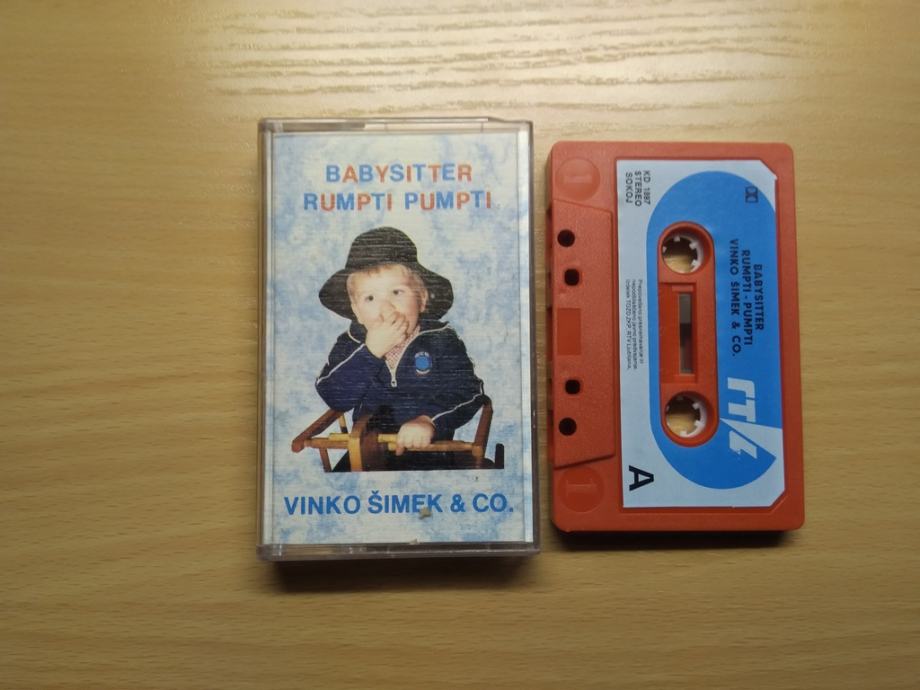 BABYSITTER
RUMPTI PUMPTI
VINKO ŠIMEK & CO.
KD 1887
STEREO
SOKOJ
BABYSITTER
RUMPTI - PUMPTI
VINKO ŠIMEK & CO.
A